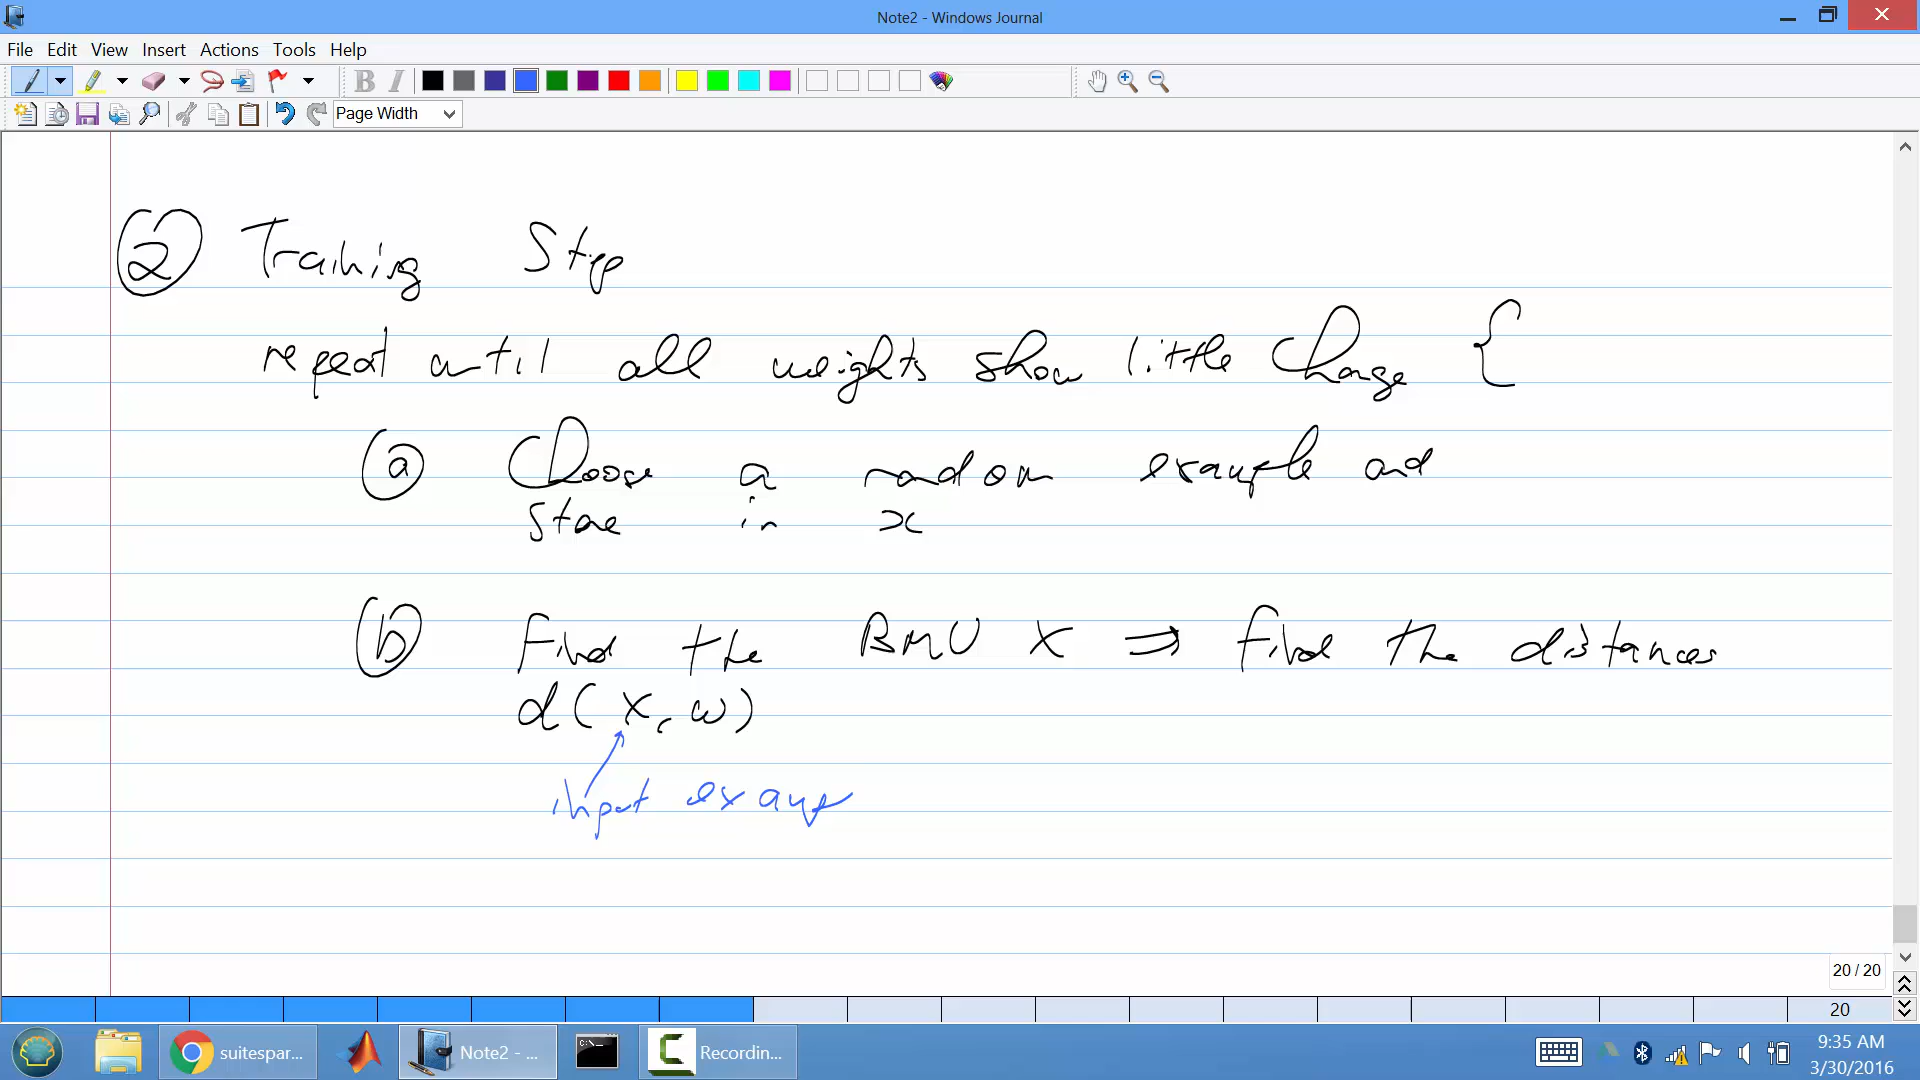 Note2 - Windows Journal
File Edit View Insert Actions Tools Help
B I
Page Width
② Training Step
repeat until all weights show little change {
ⓐ Choose a random example and
store in x
ⓑ Find the BMU X ⇒ find the distances
d(x, w)
input examp
20 / 20
20
suitespar... Note2 - ... C:\_ C Recordin...
9:35 AM
3/30/2016